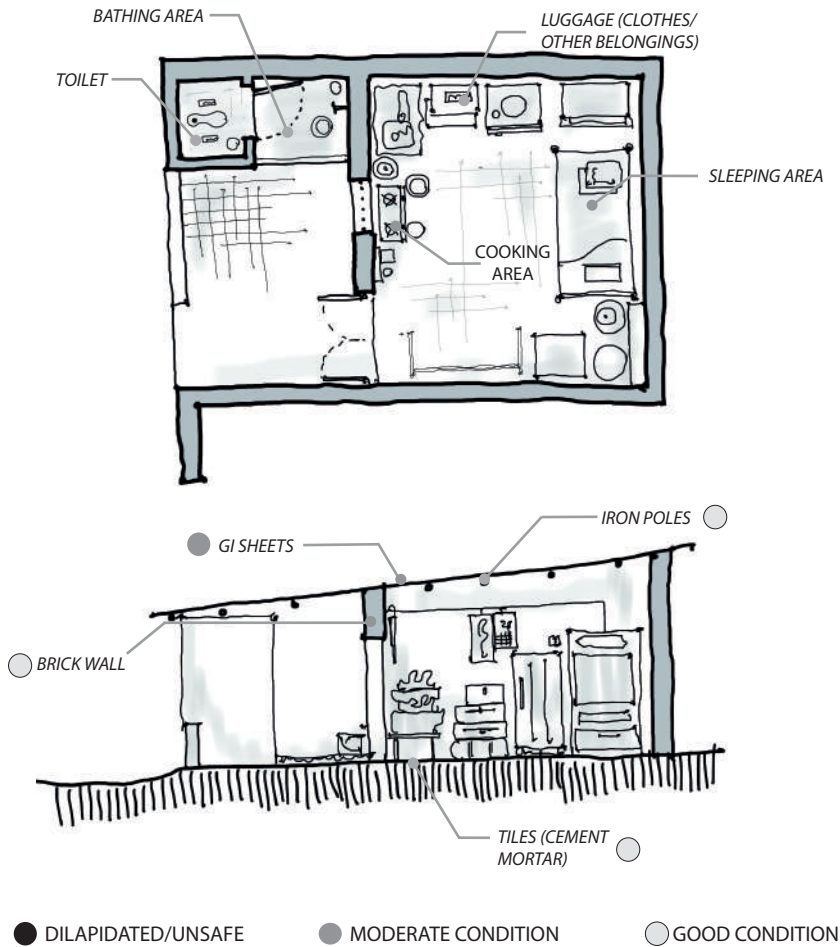 BATHING AREA
LUGGAGE (CLOTHES/
OTHER BELONGINGS)
TOILET
SLEEPING AREA
COOKING
AREA
IRON POLES
GI SHEETS
BRICK WALL
TILES (CEMENT
MORTAR)
DILAPIDATED/UNSAFE
MODERATE CONDITION
GOOD CONDITION